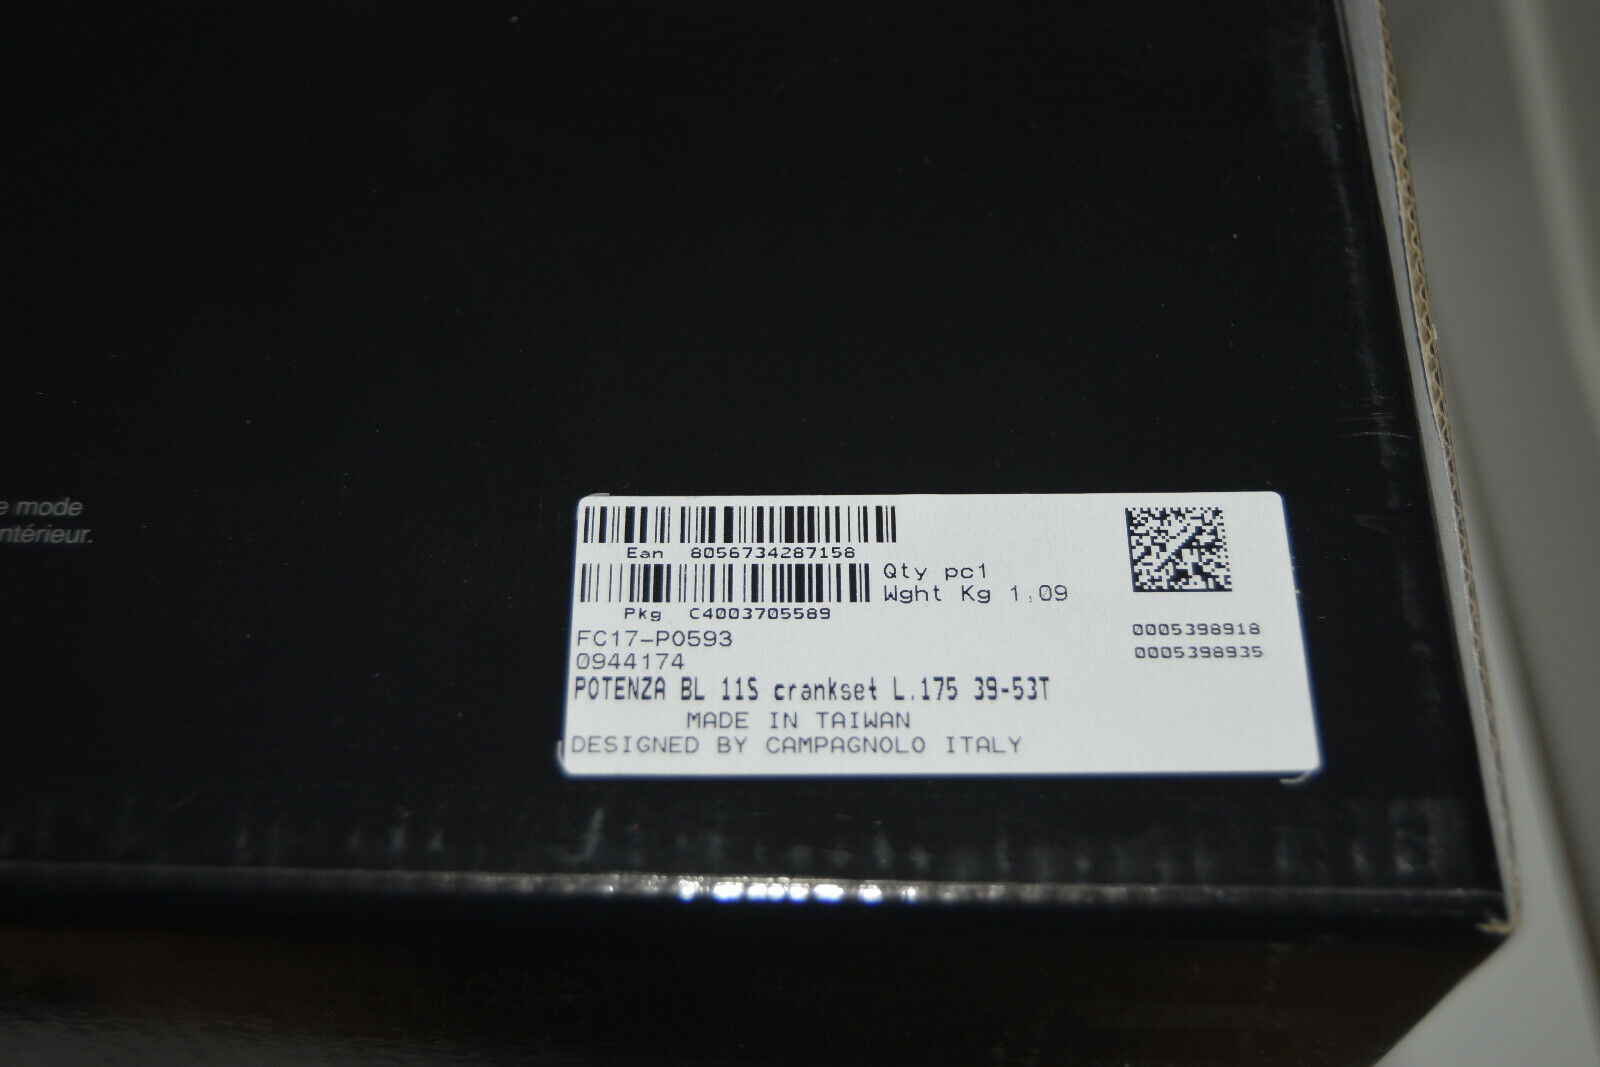 e mode
ntérieur.
Ean 8056734287158
Pkg C4003705589
Qty pc1
Wght Kg 1,09
FC17-P0593
0944174
POTENZA BL 11S crankset L.175 39-53T
MADE IN TAIWAN
DESIGNED BY CAMPAGNOLO ITALY
0005398918
0005398935